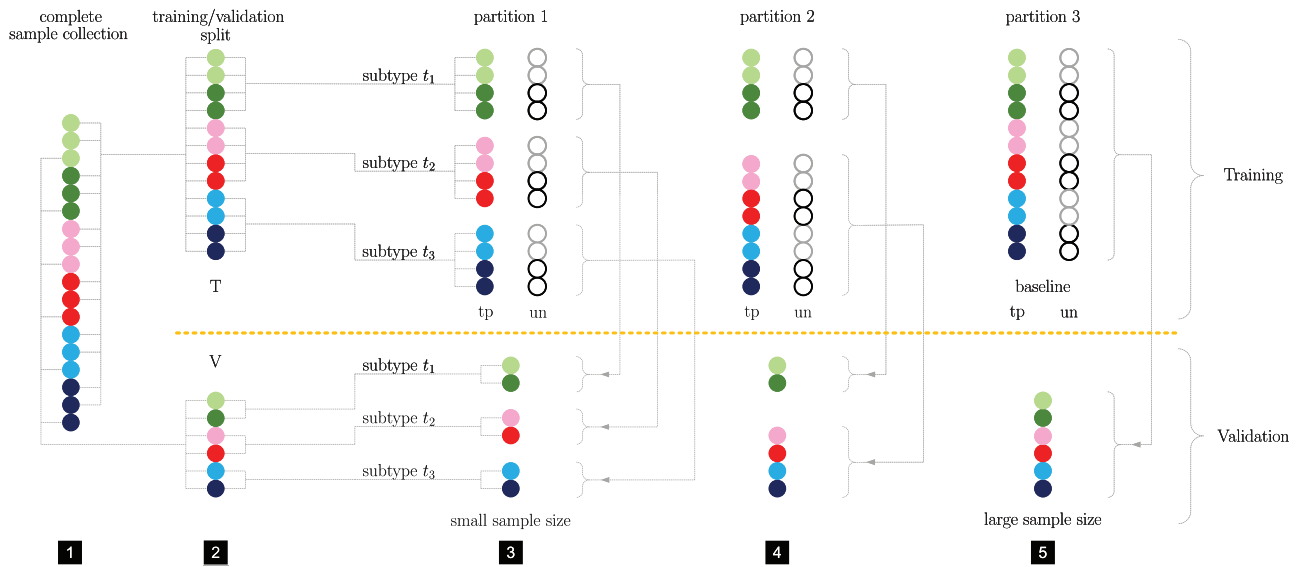 complete
sample collection
training/validation
split
partition 1
partition 2
partition 3
subtype t₁
subtype t₂
subtype t₃
T
tp
un
tp
un
baseline
tp
un
Training
V
subtype t₁
subtype t₂
subtype t₃
Validation
small sample size
large sample size
1
2
3
4
5